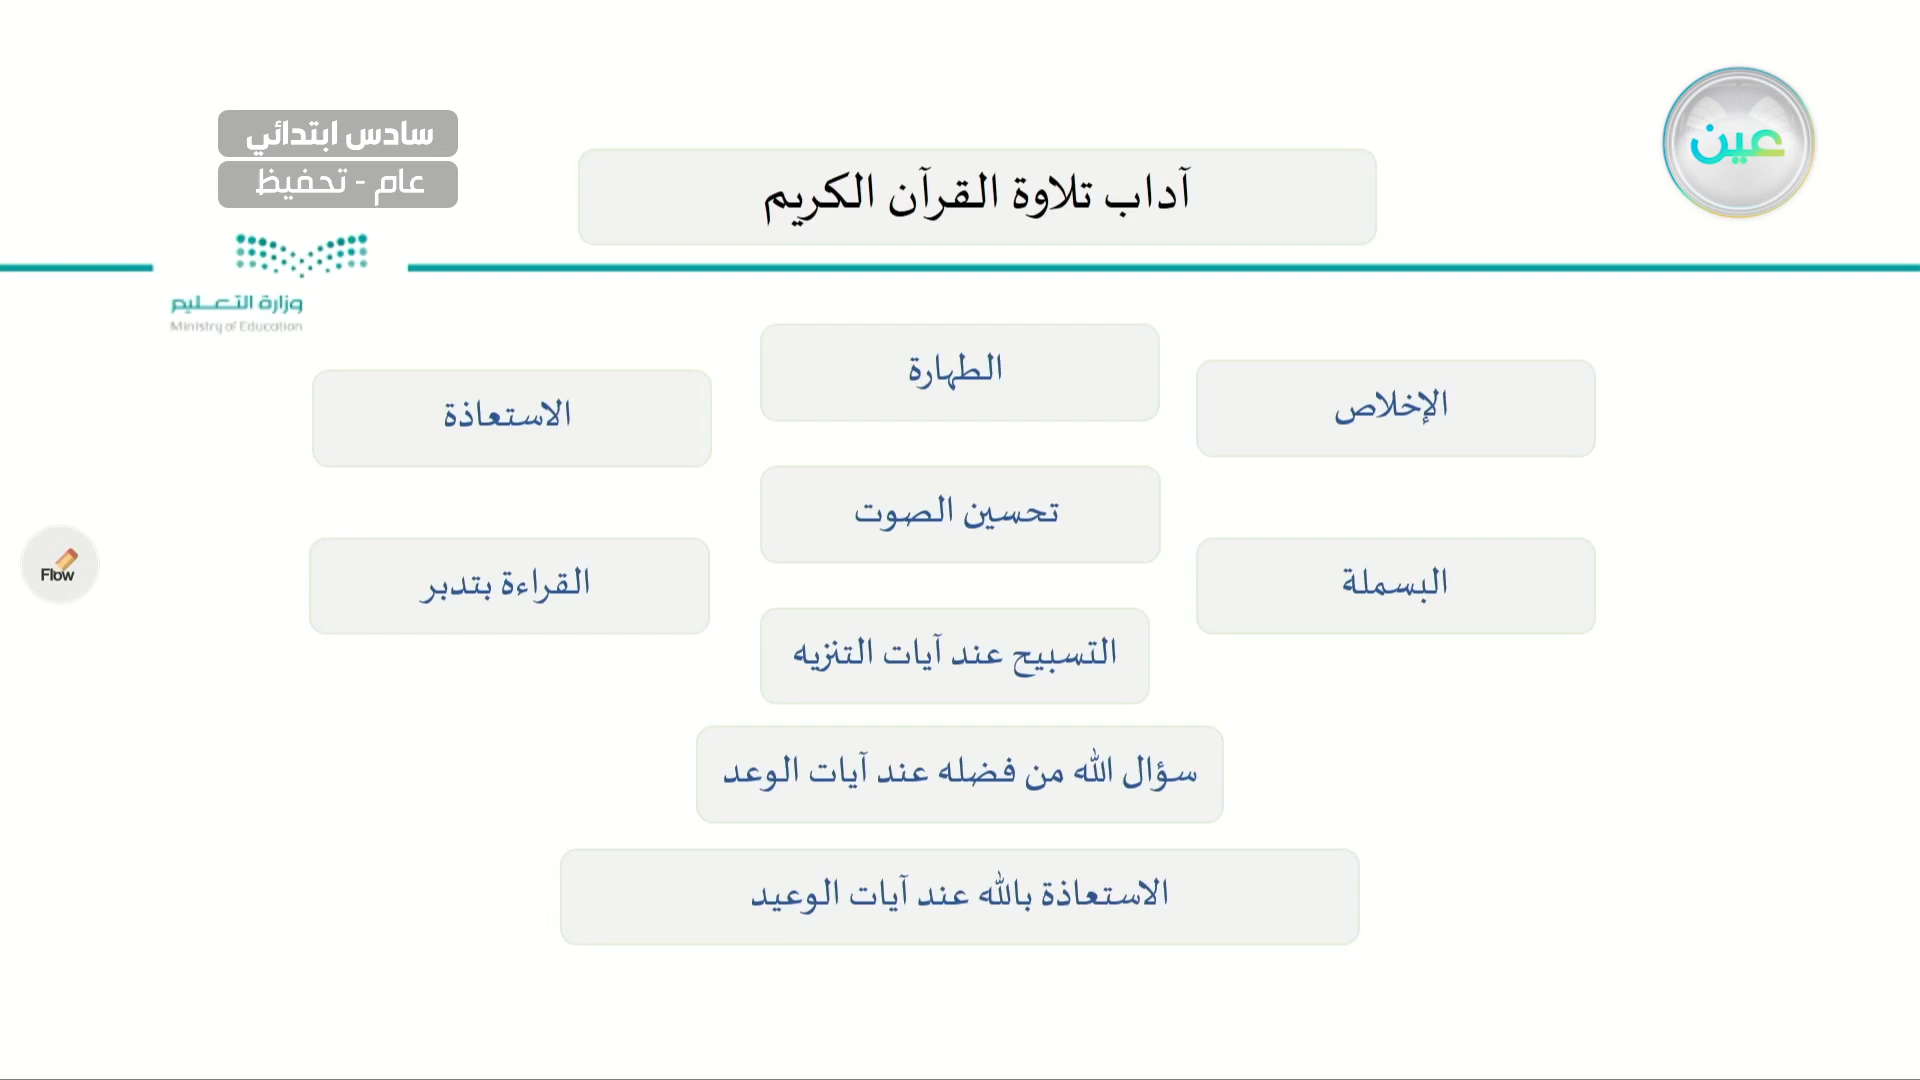 عين
سادس ابتدائي
عام - تحفيظ
آداب تلاوة القرآن الكريم
وزارة التعليم
Ministry of Education
الإخلاص
الطهارة
الاستعاذة
تحسين الصوت
البسملة
القراءة بتدبر
Flow
التسبيح عند آيات التنزيه
سؤال الله من فضله عند آيات الوعد
الاستعاذة بالله عند آيات الوعيد